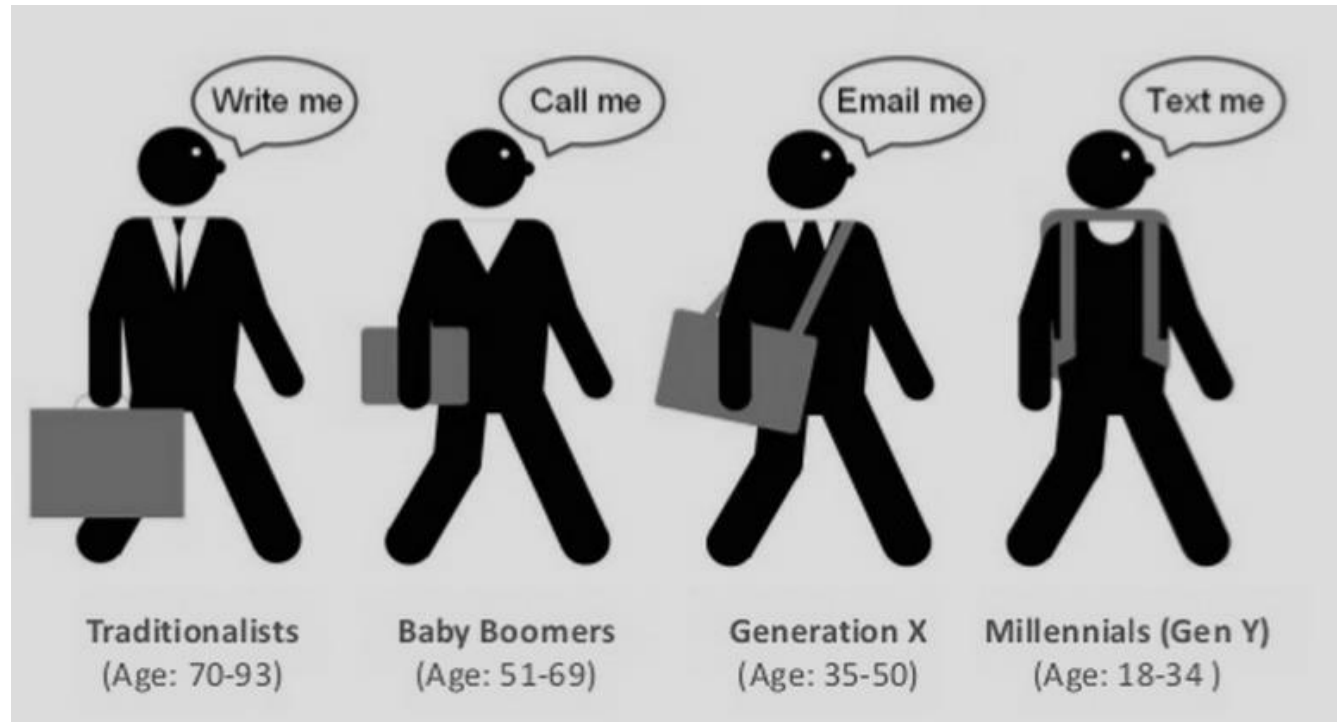 Write me
Call me
Email me
Text me
Traditionalists
(Age: 70-93)
Baby Boomers
(Age: 51-69)
Generation X
(Age: 35-50)
Millennials (Gen Y)
(Age: 18-34 )